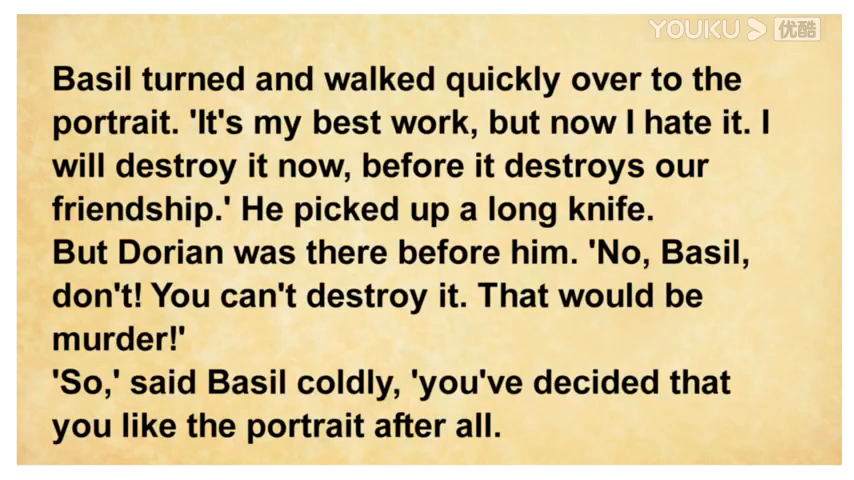 YOUKU 优酷
Basil turned and walked quickly over to the
portrait. 'It's my best work, but now I hate it. I
will destroy it now, before it destroys our
friendship.' He picked up a long knife.
But Dorian was there before him. 'No, Basil,
don't! You can't destroy it. That would be
murder!'
'So,' said Basil coldly, 'you've decided that
you like the portrait after all.